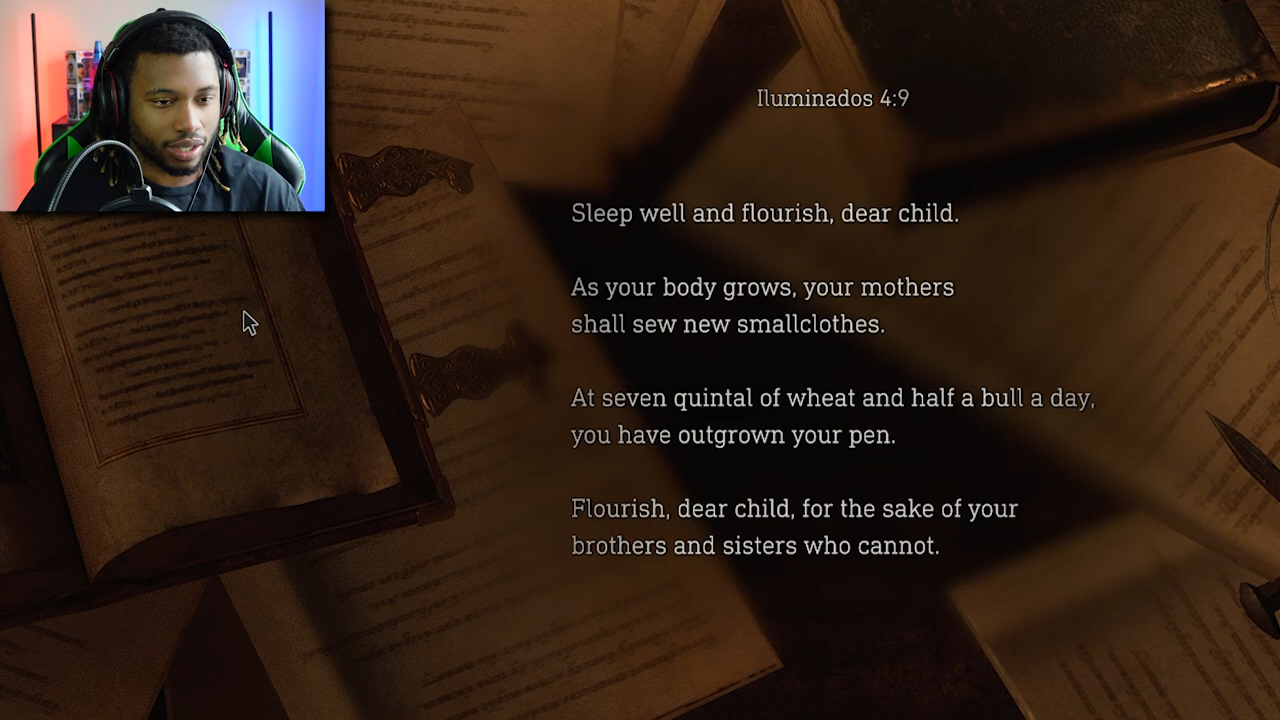 Iluminados 4:9
Sleep well and flourish, dear child.
As your body grows, your mothers
shall sew new smallclothes.
At seven quintal of wheat and half a bull a day,
you have outgrown your pen.
Flourish, dear child, for the sake of your
brothers and sisters who cannot.